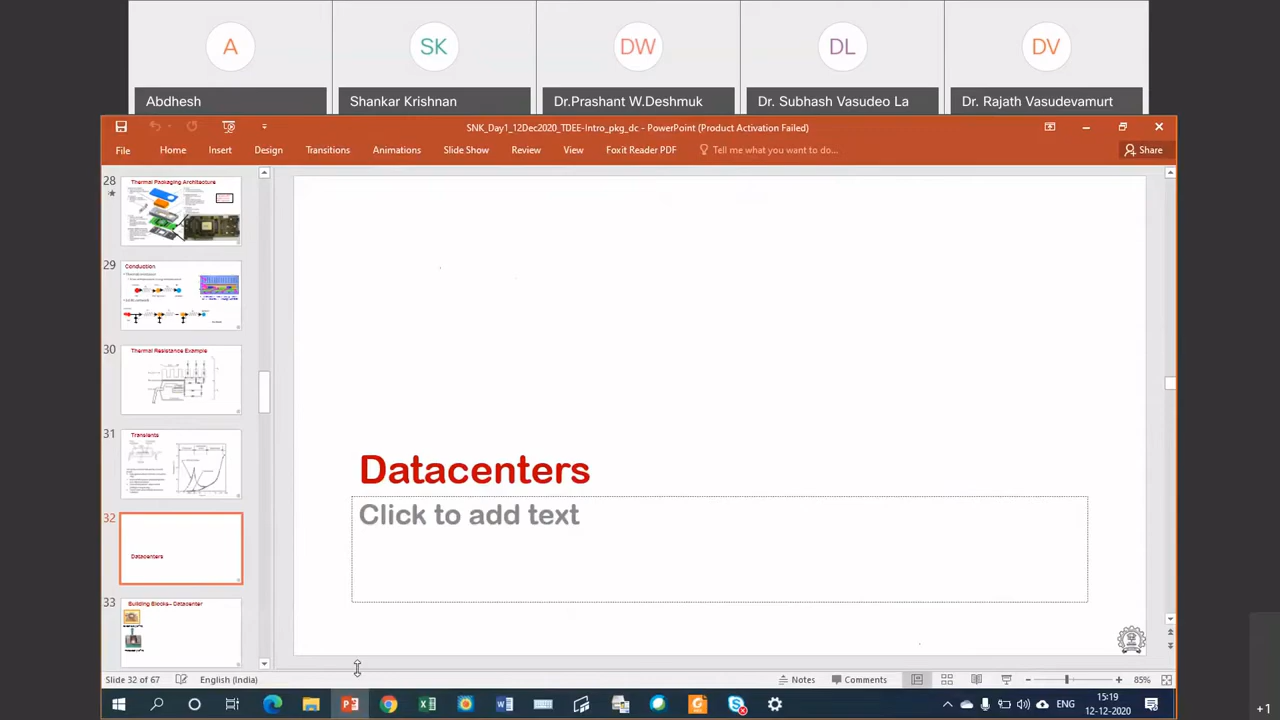 A
SK
DW
DL
DV
Abdhesh
Shankar Krishnan
Dr.Prashant W.Deshmuk
Dr. Subhash Vasudeo La
Dr. Rajath Vasudevamurt
SNK_Day1_12Dec2020_TDEE-Intro_pkg_dc - PowerPoint (Product Activation Failed)
File
Home
Insert
Design
Transitions
Animations
Slide Show
Review
View
Foxit Reader PDF
Tell me what you want to do...
Share
28
Thermal Packaging Architecture
29
Conduction
30
Thermal Resistance Example
31
Transients
32
Datacenters
33
Building Blocks - Datacenter
Datacenters
Click to add text
Slide 32 of 67
English (India)
Notes
Comments
85%
ENG
15:19
12-12-2020
+1